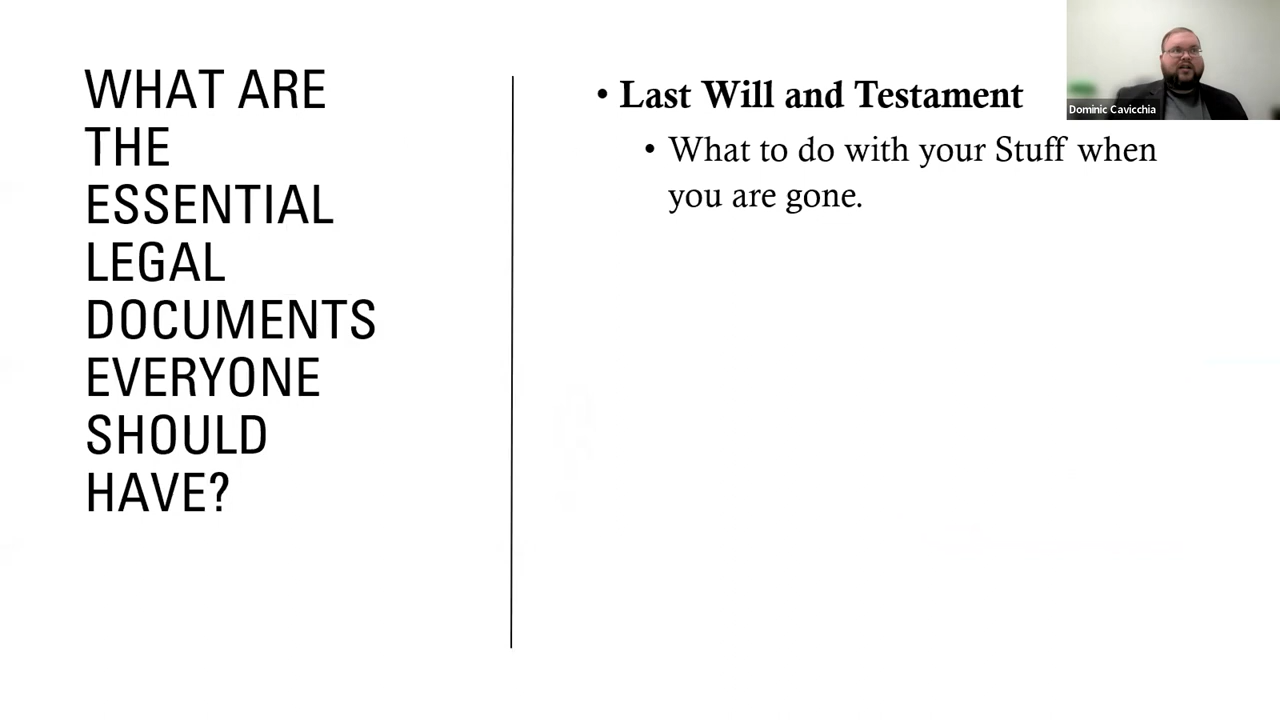 WHAT ARE
THE
ESSENTIAL
LEGAL
DOCUMENTS
EVERYONE
SHOULD
HAVE?
• Last Will and Testament
• What to do with your Stuff when
you are gone.
Dominic Cavicchia